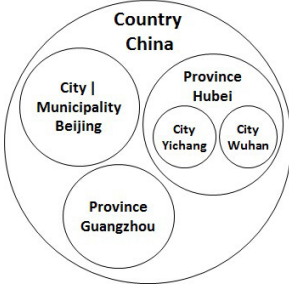 Country
China
City |
Municipality
Beijing
Province
Hubei
City
Yichang
City
Wuhan
Province
Guangzhou